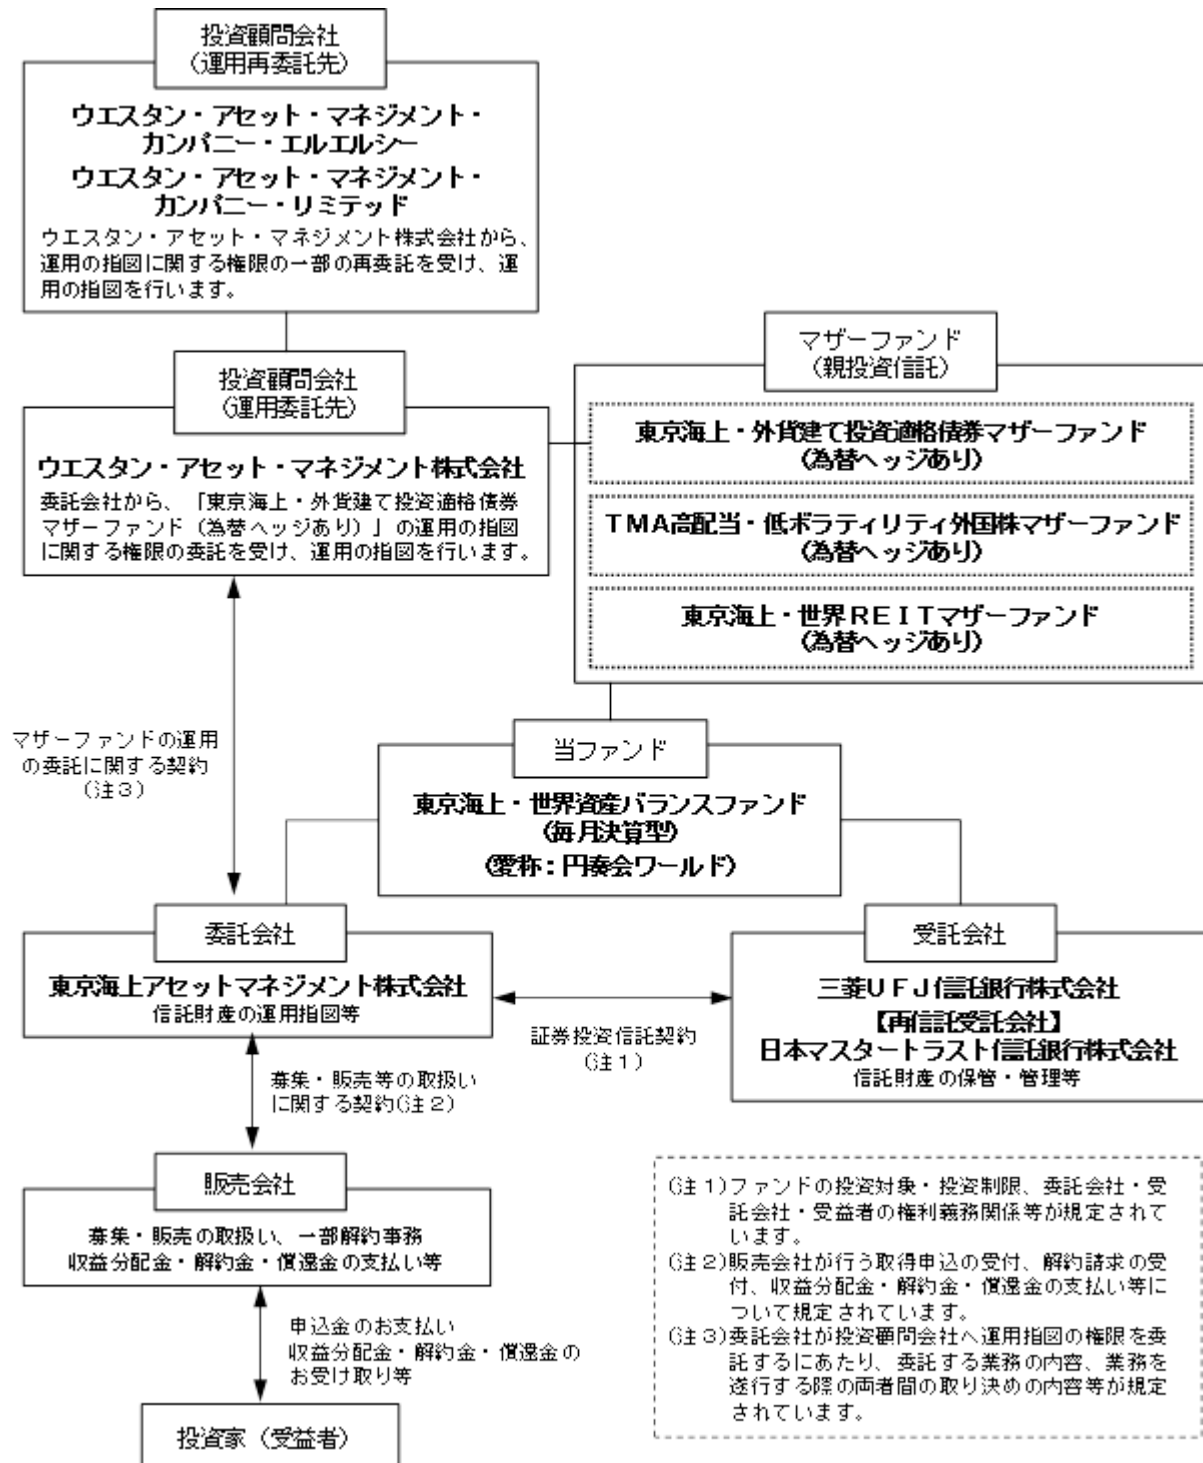 投資顧問会社
(運用再委託先)
ウエスタン・アセット・マネジメント・
カンパニー・エルエルシー
ウエスタン・アセット・マネジメント・
カンパニー・リミテッド
ウエスタン・アセット・マネジメント株式会社から、
運用の指図に関する権限の一部の再委託を受け、運
用の指図を行います。
投資顧問会社
(運用委託先)
ウエスタン・アセット・マネジメント株式会社
委託会社から、「東京海上・外貨建て投資適格債券
マザーファンド（為替ヘッジあり）」の運用の指図
に関する権限の委託を受け、運用の指図を行います。
マザーファンド
(親投資信託)
東京海上・外貨建て投資適格債券マザーファンド
(為替ヘッジあり)
ＴＭＡ高配当・低ボラティリティ外国株マザーファンド
(為替ヘッジあり)
東京海上・世界ＲＥＩＴマザーファンド
(為替ヘッジあり)
マザーファンドの運用
の委託に関する契約
(注３)
当ファンド
東京海上・世界資産バランスファンド
(毎月決算型)
(愛称：円奏会ワールド)
委託会社
東京海上アセットマネジメント株式会社
信託財産の運用指図等
証券投資信託契約
(注１)
受託会社
三菱ＵＦＪ信託銀行株式会社
【再信託受託会社】
日本マスタートラスト信託銀行株式会社
信託財産の保管・管理等
募集・販売等の取扱い
に関する契約(注２)
販売会社
募集・販売の取扱い、一部解約事務
収益分配金・解約金・償還金の支払い等
申込金のお支払い
収益分配金・解約金・償還金の
お受け取り等
投資家（受益者）
(注１)ファンドの投資対象・投資制限、委託会社・受
託会社・受益者の権利義務関係等が規定されて
います。
(注２)販売会社が行う取得申込の受付、解約請求の受
付、収益分配金・解約金・償還金の支払い等に
ついて規定されています。
(注３)委託会社が投資顧問会社へ運用指図の権限を委
託するにあたり、委託する業務の内容、業務を
遂行する際の両者間の取り決めの内容等が規定
されています。